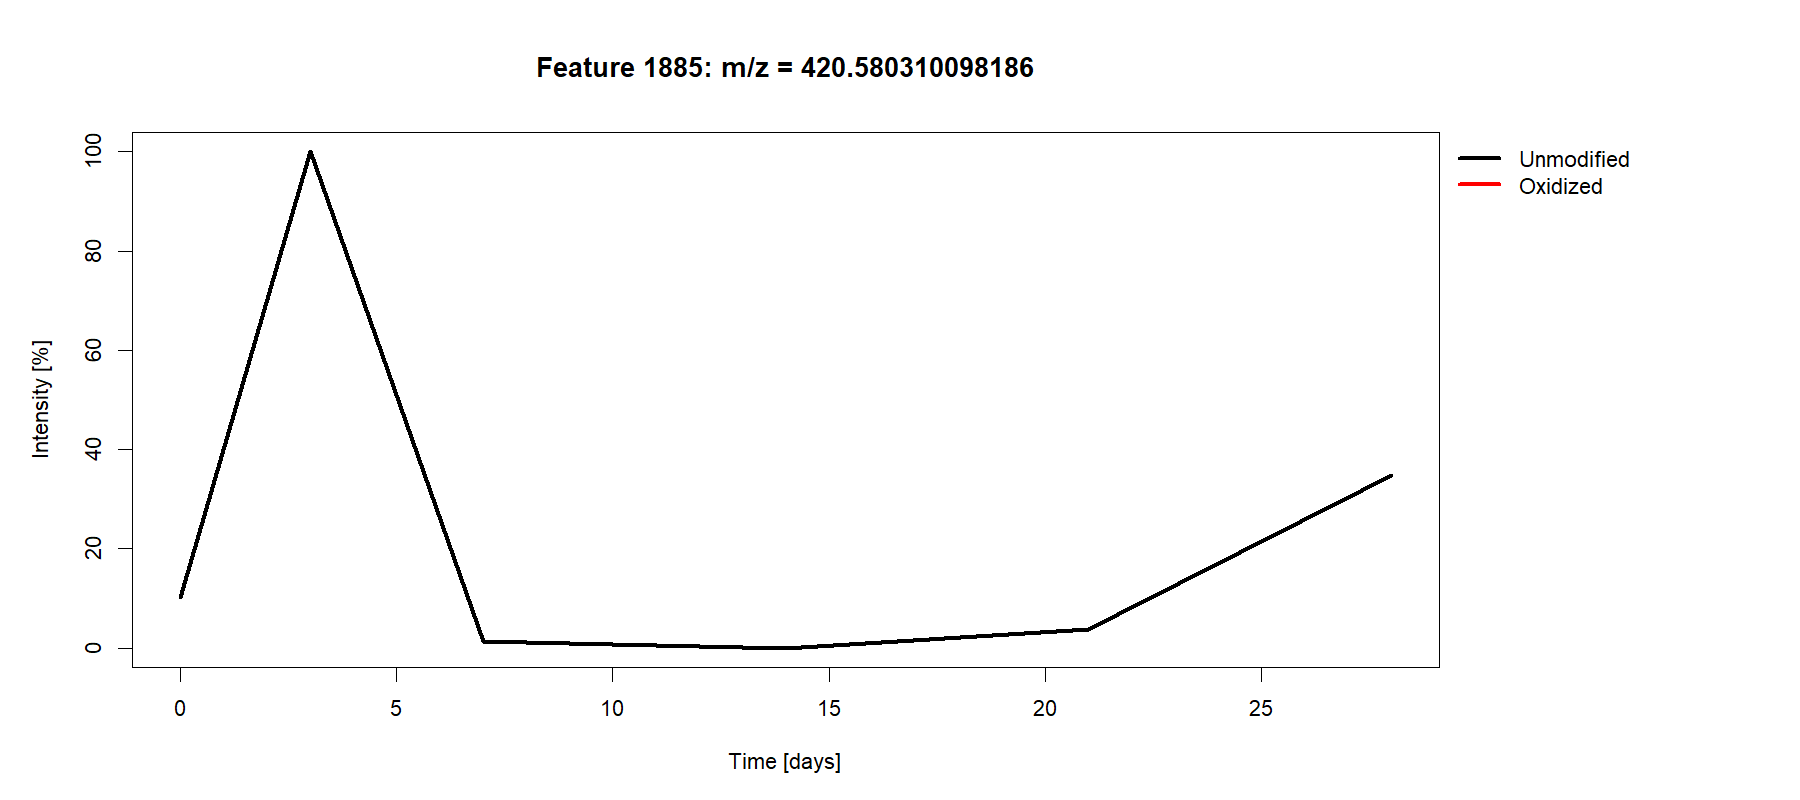 Feature 1885: m/z = 420.580310098186
Unmodified
Oxidized
100
80
60
40
20
0
Intensity [%]
0 5 10 15 20 25
Time [days]